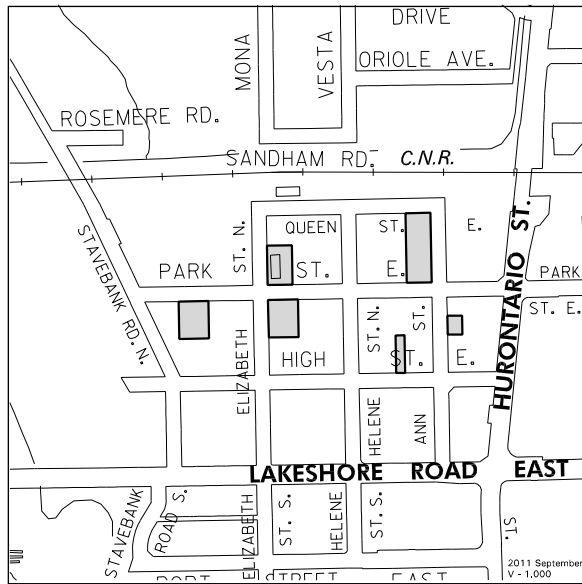 DRIVE
MONA
VESTA
ORIOLE AVE.
ROSEMERE RD.
SANDHAM RD. C.N.R.
STAVEBANK RD. N.
ST. N.
QUEEN ST. E.
PARK ST. E. PARK
ST. E.
HURONTARIO ST.
ELIZABETH
HIGH ST. E.
ST. N.
ST.
HELENE
ANN
LAKESHORE ROAD EAST
STAVEBANK
ROAD S.
ELIZABETH
ST. S.
HELENE
ST. S.
ST.
PORT STREET EAST
2011 September
V - 1,000